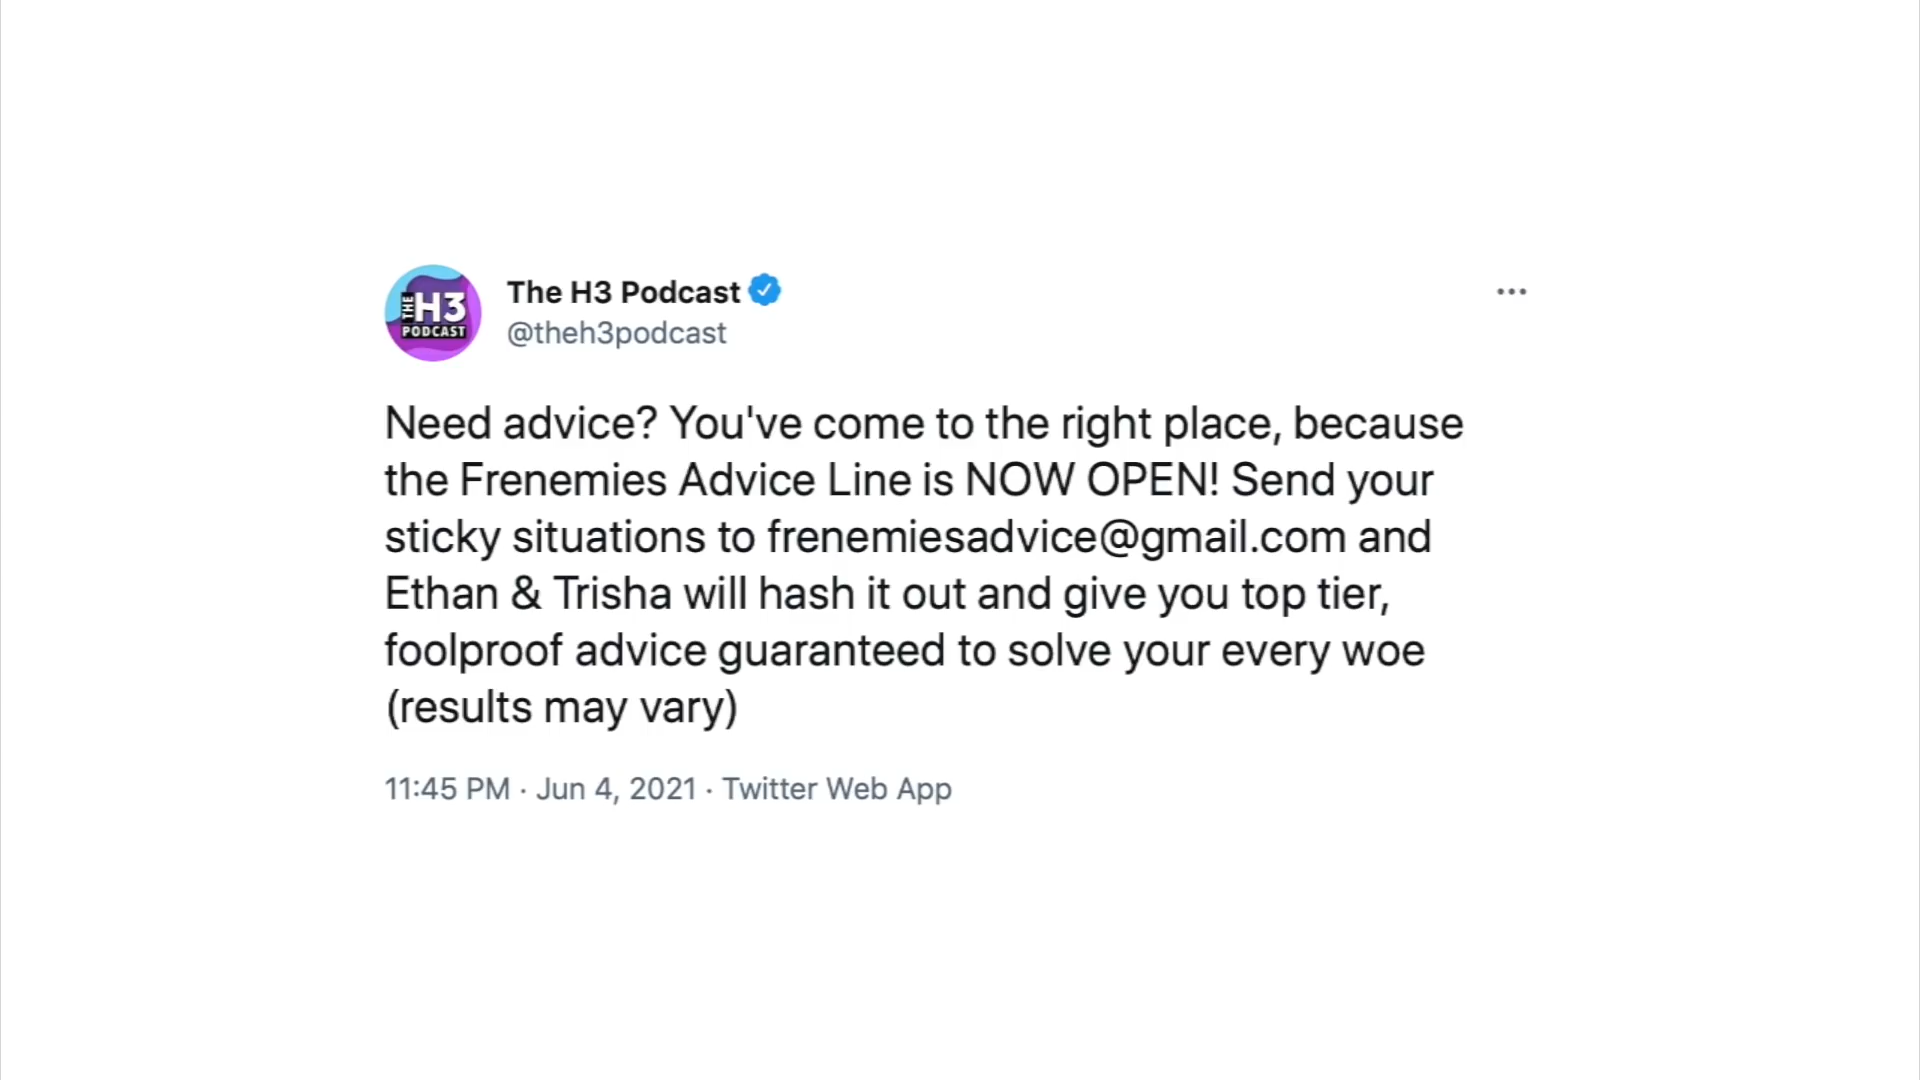 THE H3 PODCAST
The H3 Podcast
@theh3podcast
Need advice? You've come to the right place, because
the Frenemies Advice Line is NOW OPEN! Send your
sticky situations to frenemiesadvice@gmail.com and
Ethan & Trisha will hash it out and give you top tier,
foolproof advice guaranteed to solve your every woe
(results may vary)
11:45 PM · Jun 4, 2021 · Twitter Web App